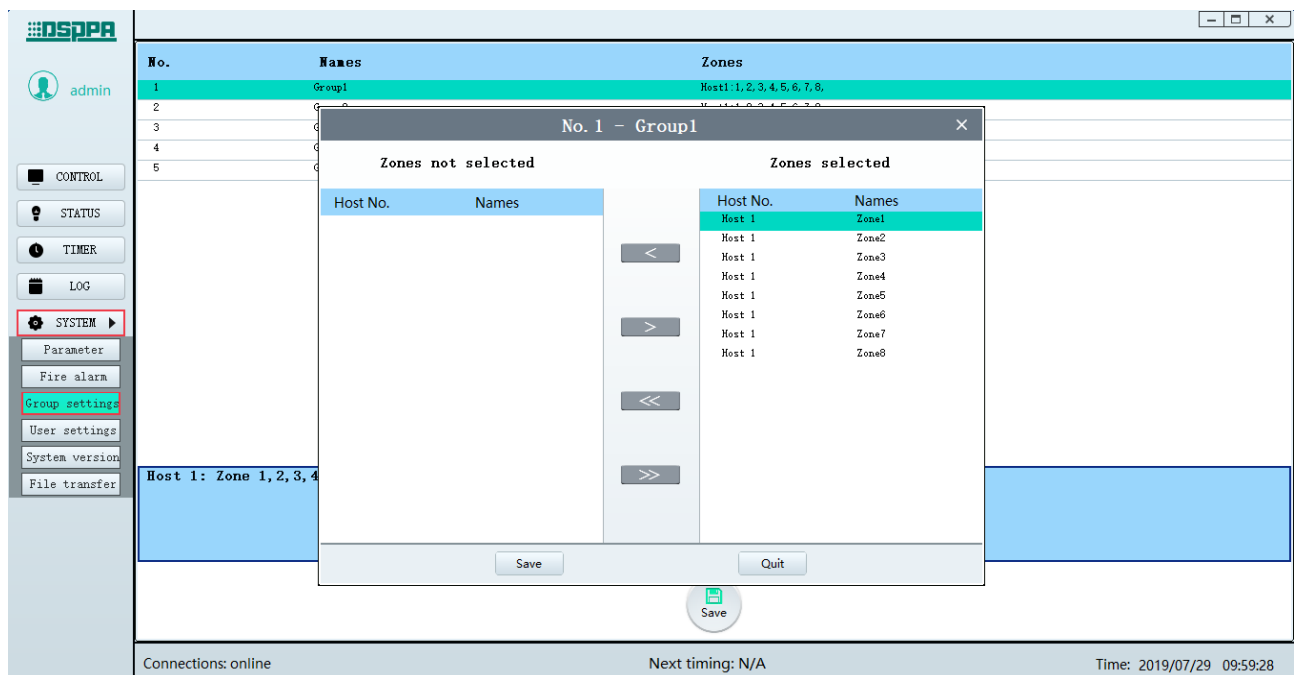 DSPPA
admin
CONTROL
STATUS
TIMER
LOG
SYSTEM
Parameter
Fire alarm
Group settings
User settings
System version
File transfer
No. Names Zones
1 Group1 Host1:1,2,3,4,5,6,7,8,
2
3
4
5
No.1 - Group1 ×
Zones not selected
Host No. Names
<
>
<<
>>
Zones selected
Host No. Names
Host 1 Zone1
Host 1 Zone2
Host 1 Zone3
Host 1 Zone4
Host 1 Zone5
Host 1 Zone6
Host 1 Zone7
Host 1 Zone8
Save Quit
Host 1: Zone 1,2,3,4
Save
Connections: online Next timing: N/A Time: 2019/07/29 09:59:28